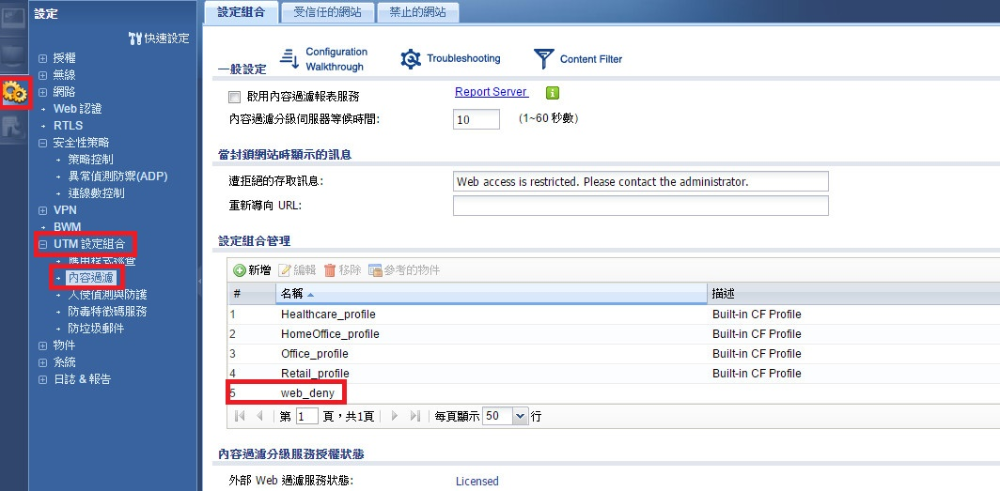 設定
快速設定
授權
無線
網路
Web 認證
RTLS
安全性策略
策略控制
異常偵測防禦(ADP)
連線數控制
VPN
BWM
UTM 設定組合
應用程式巡查
內容過濾
入侵偵測與防護
防毒特徵碼服務
防垃圾郵件
物件
系統
日誌 & 報告
設定組合 受信任的網站 禁止的網站
一般設定 Configuration Walkthrough Troubleshooting Content Filter
啟用內容過濾報表服務 Report Server
內容過濾分級伺服器等候時間: 10 (1~60 秒數)
當封鎖網站時顯示的訊息
遭拒絕的存取訊息: Web access is restricted. Please contact the administrator.
重新導向 URL:
設定組合管理
新增 編輯 移除 參考的物件
# 名稱 描述
1 Healthcare_profile Built-in CF Profile
2 HomeOffice_profile Built-in CF Profile
3 Office_profile Built-in CF Profile
4 Retail_profile Built-in CF Profile
5 web_deny
第 1 頁，共1頁 每頁顯示 50 行
內容過濾分級服務授權狀態
外部 Web 過濾服務狀態: Licensed